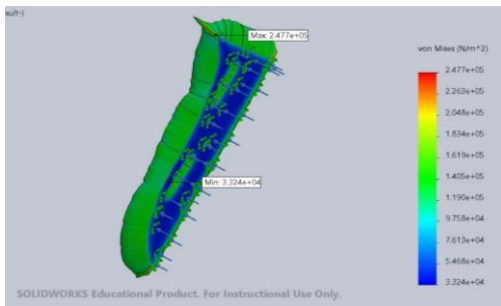 ault-)
Max: 2.477e+05
Min: 3.324e+04
von Mises (N/m^2)
2.477e+05
2.263e+05
2.048e+05
1.834e+05
1.619e+05
1.405e+05
1.190e+05
9.758e+04
7.613e+04
5.468e+04
3.324e+04
SOLIDWORKS Educational Product. For Instructional Use Only.